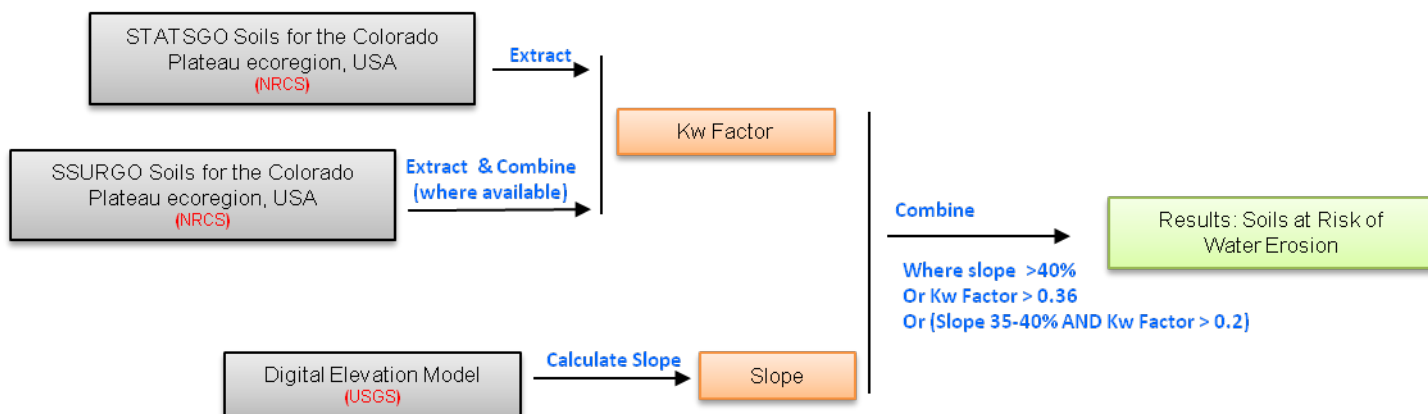 STATSGO Soils for the Colorado
Plateau ecoregion, USA
(NRCS)
Extract
Kw Factor
SSURGO Soils for the Colorado
Plateau ecoregion, USA
(NRCS)
Extract & Combine
(where available)
Combine
Where slope >40%
Or Kw Factor > 0.36
Or (Slope 35-40% AND Kw Factor > 0.2)
Results: Soils at Risk of
Water Erosion
Digital Elevation Model
(USGS)
Calculate Slope
Slope